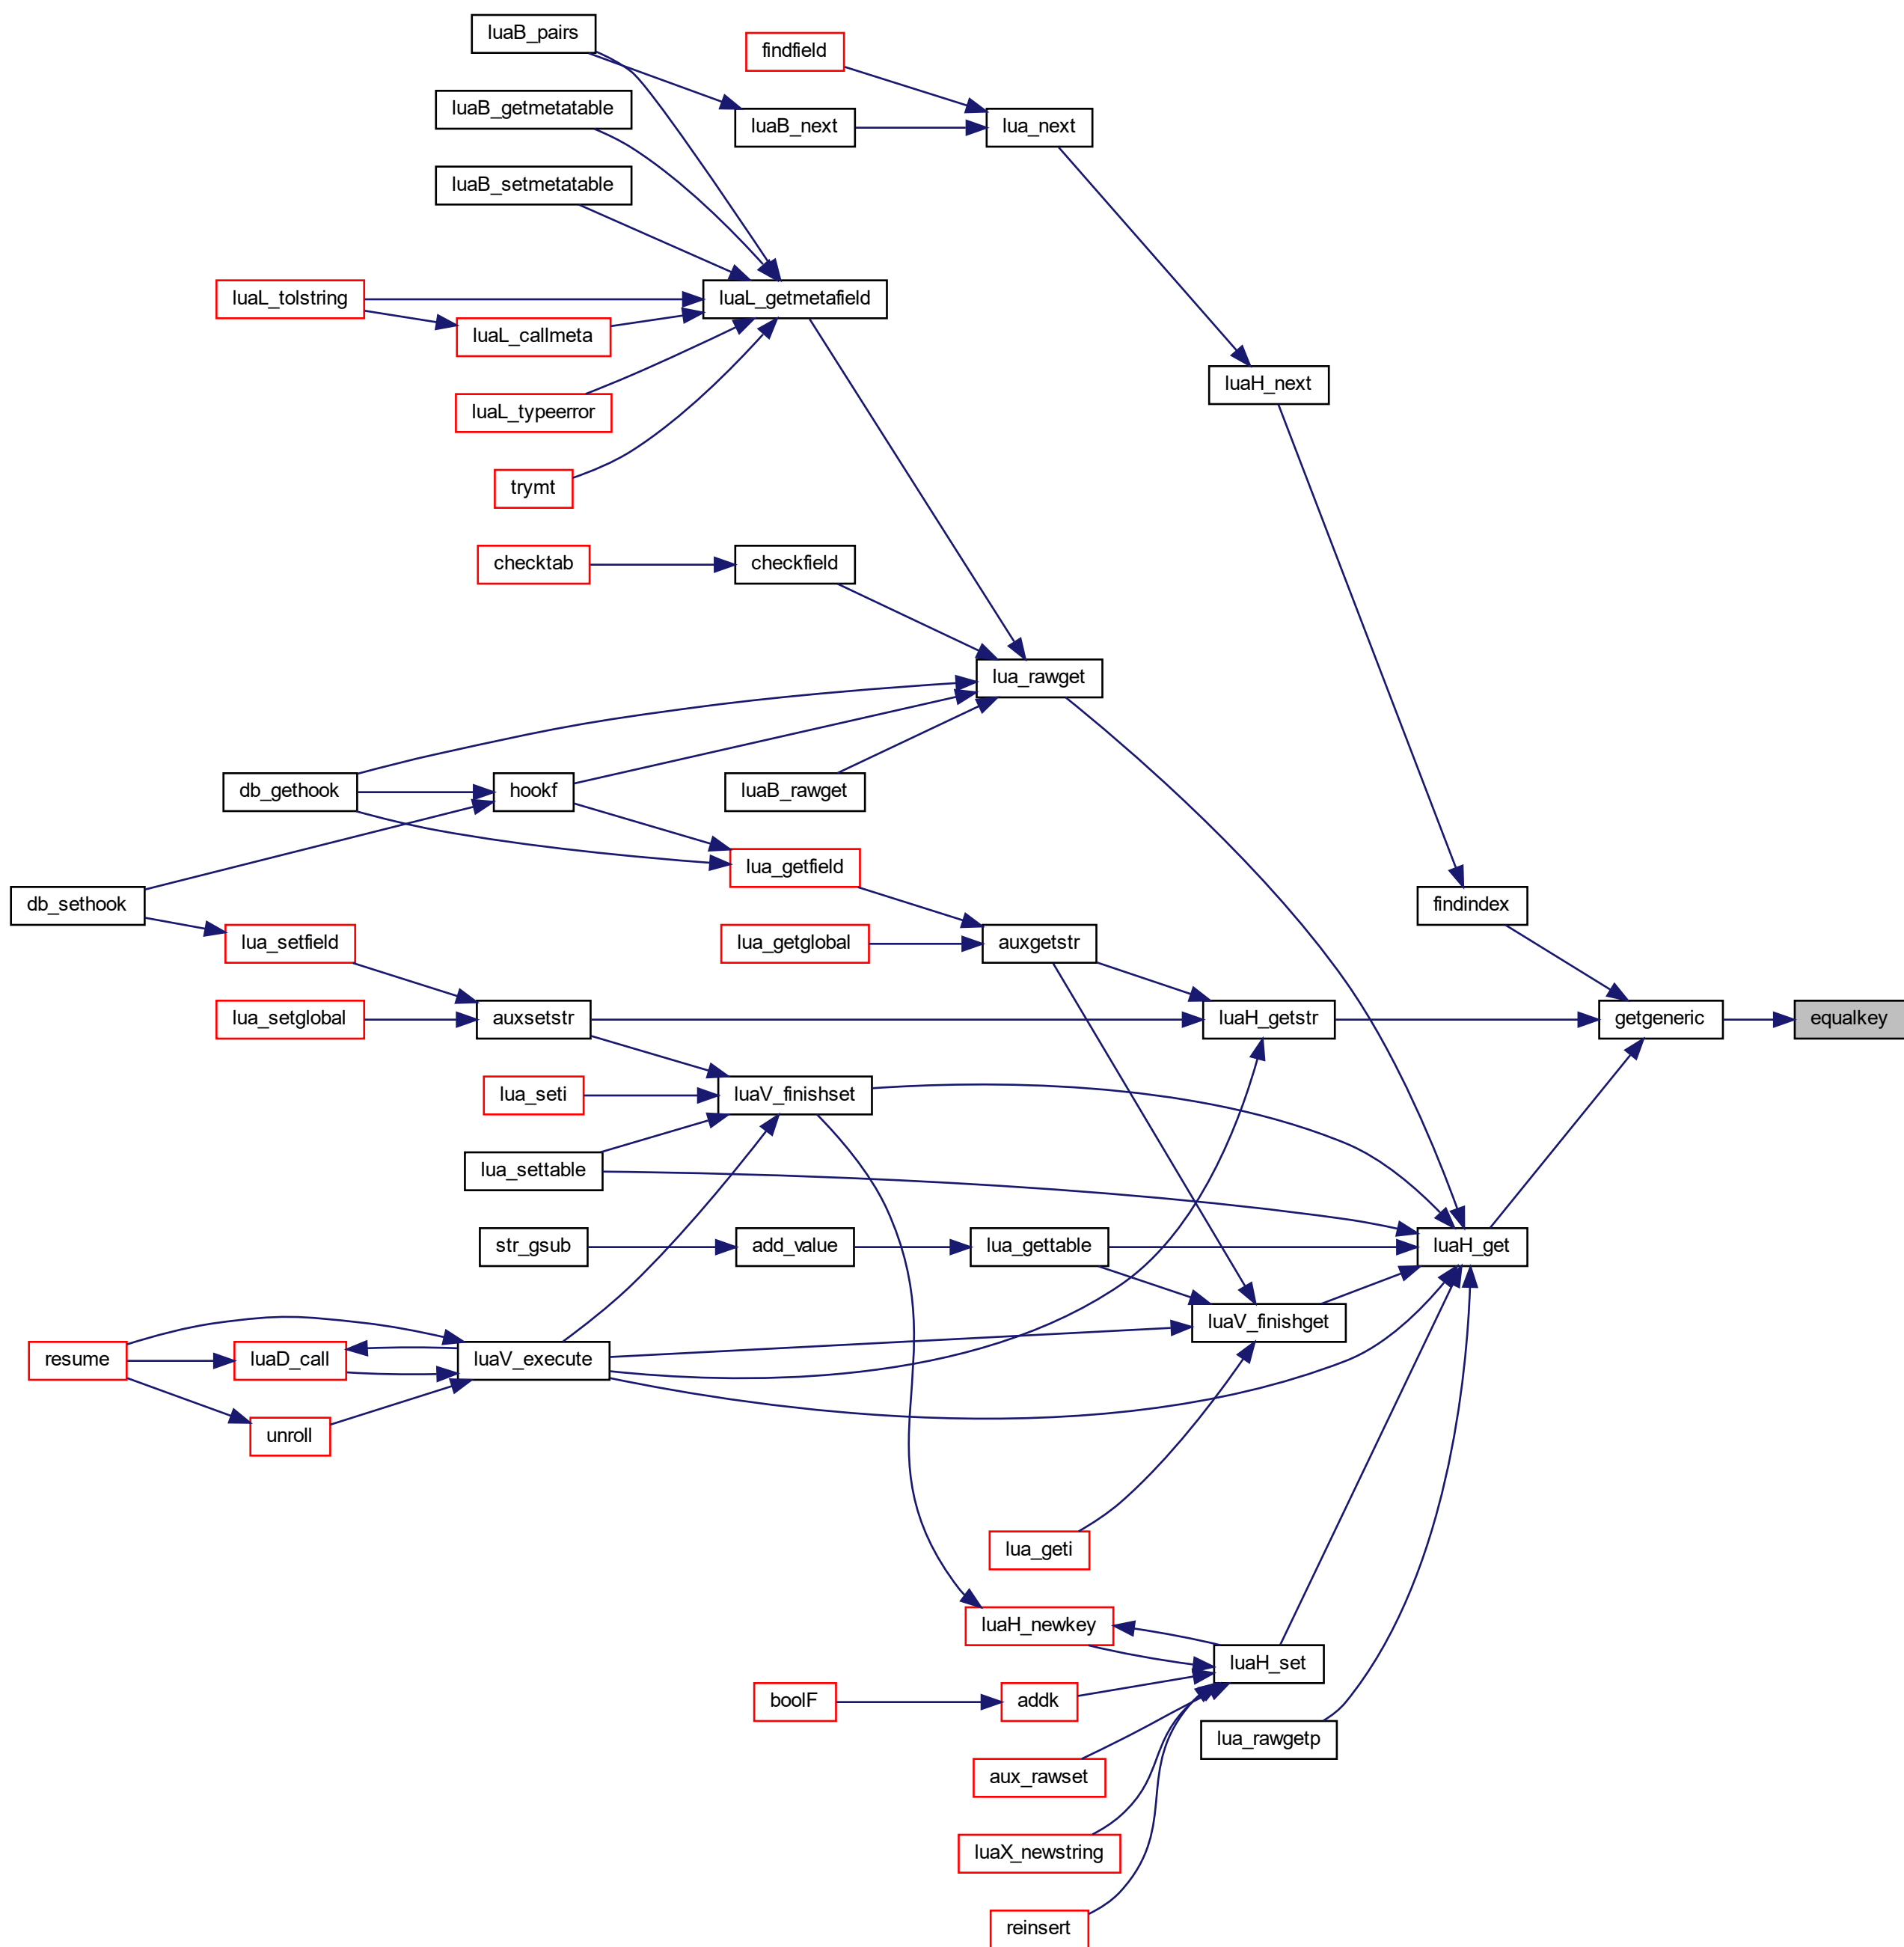 luaB_pairs
findfield
luaB_getmetatable
luaB_next
lua_next
luaB_setmetatable
luaL_tolstring
luaL_getmetafield
luaL_callmeta
luaH_next
luaL_typeerror
trymt
checktab
checkfield
lua_rawget
db_gethook
hookf
luaB_rawget
lua_getfield
db_sethook
findindex
lua_setfield
lua_getglobal
auxgetstr
lua_setglobal
auxsetstr
luaH_getstr
getgeneric
equalkey
lua_seti
luaV_finishset
lua_settable
str_gsub
add_value
lua_gettable
luaH_get
luaV_finishget
resume
luaD_call
luaV_execute
unroll
lua_geti
luaH_newkey
luaH_set
boolF
addk
lua_rawgetp
aux_rawset
luaX_newstring
reinsert